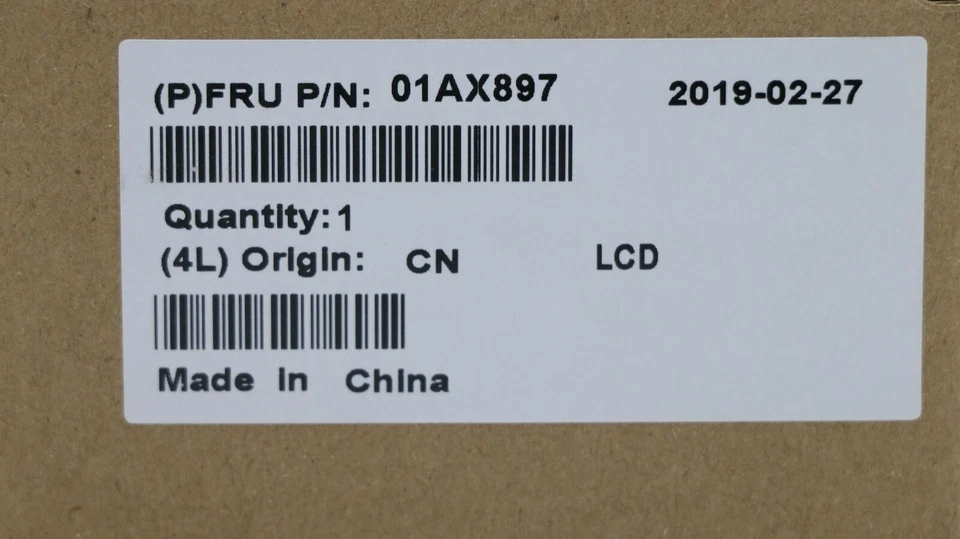 (P)FRU P/N: 01AX897 2019-02-27
Quantity: 1
(4L) Origin: CN LCD
Made in China